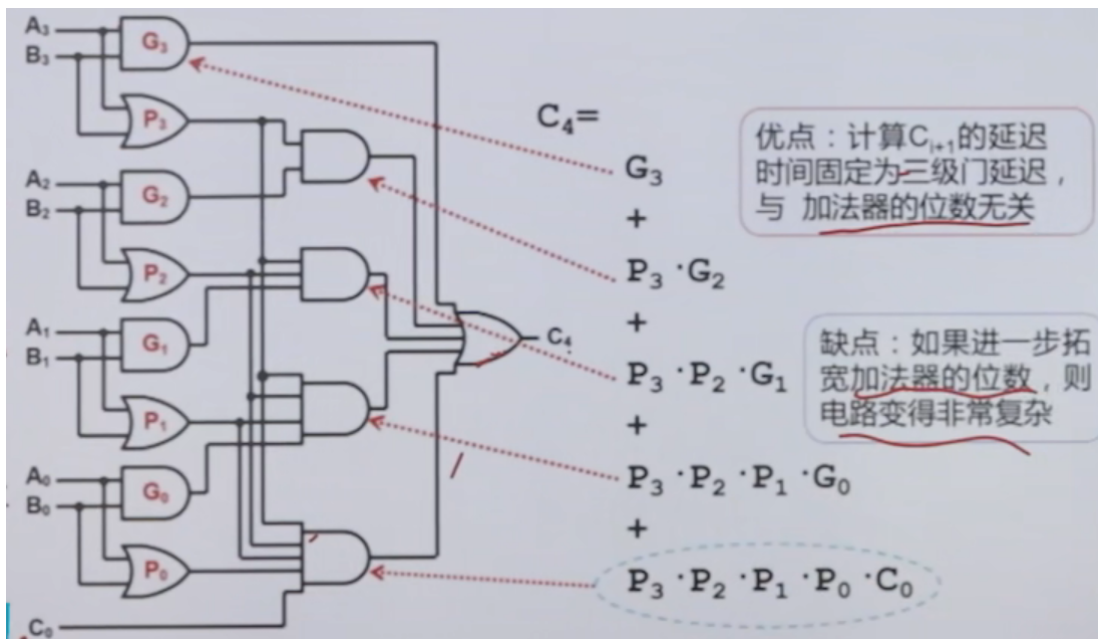 A₃
B₃
G₃
P₃
A₂
B₂
G₂
P₂
A₁
B₁
G₁
P₁
A₀
B₀
G₀
P₀
C₀
C₄
C₄=
G₃
+
P₃·G₂
+
P₃·P₂·G₁
+
P₃·P₂·P₁·G₀
+
P₃·P₂·P₁·P₀·C₀
优点：计算Cᵢ₊₁的延迟
时间固定为三级门延迟，
与 加法器的位数无关
缺点：如果进一步拓
宽加法器的位数，则
电路变得非常复杂